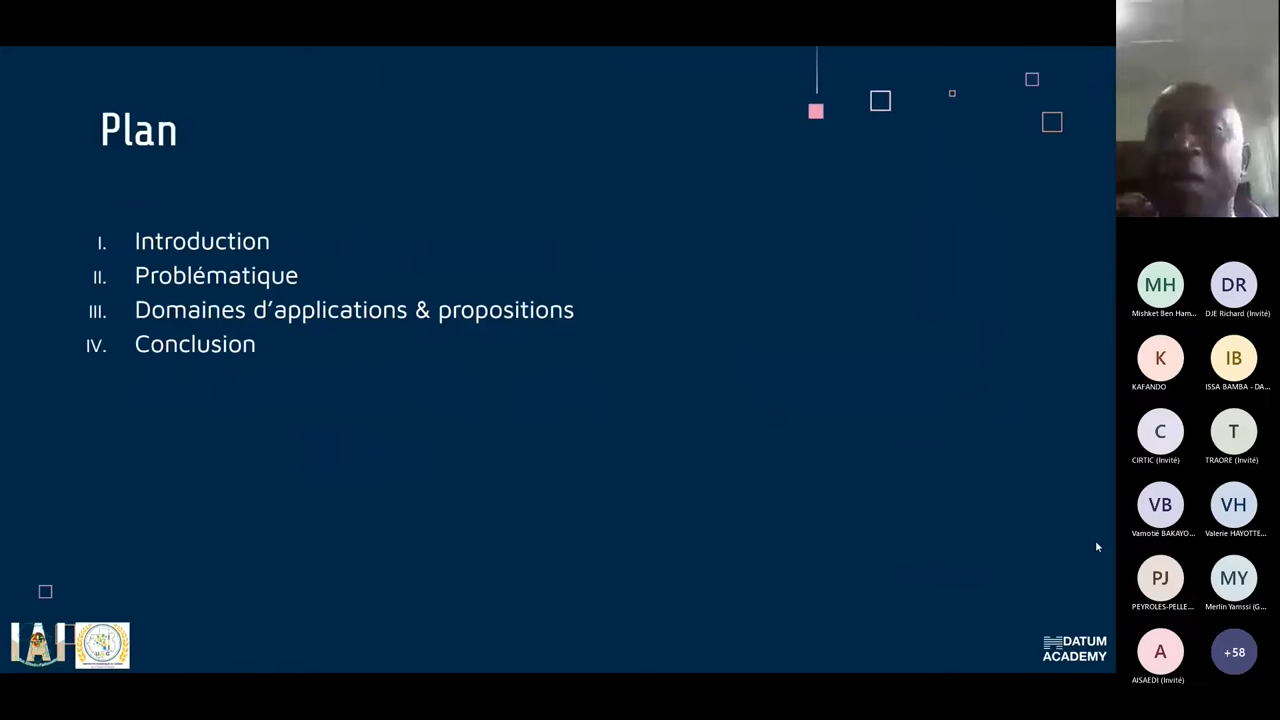 Plan
I. Introduction
II. Problématique
III. Domaines d'applications & propositions
IV. Conclusion
IAI
DATUM
ACADEMY
MH
DR
Mishket Ben Ham...
DJE Richard (Invité)
K
IB
KAFANDO
ISSA BAMBA - DA...
C
T
CIRTIC (Invité)
TRAORE (Invité)
VB
VH
Vamotié BAKAYO...
Valerie HAYOTTE...
PJ
MY
PEYROLES-PELLE...
Merlin Yamssi (G...
A
+58
AISAEDI (Invité)